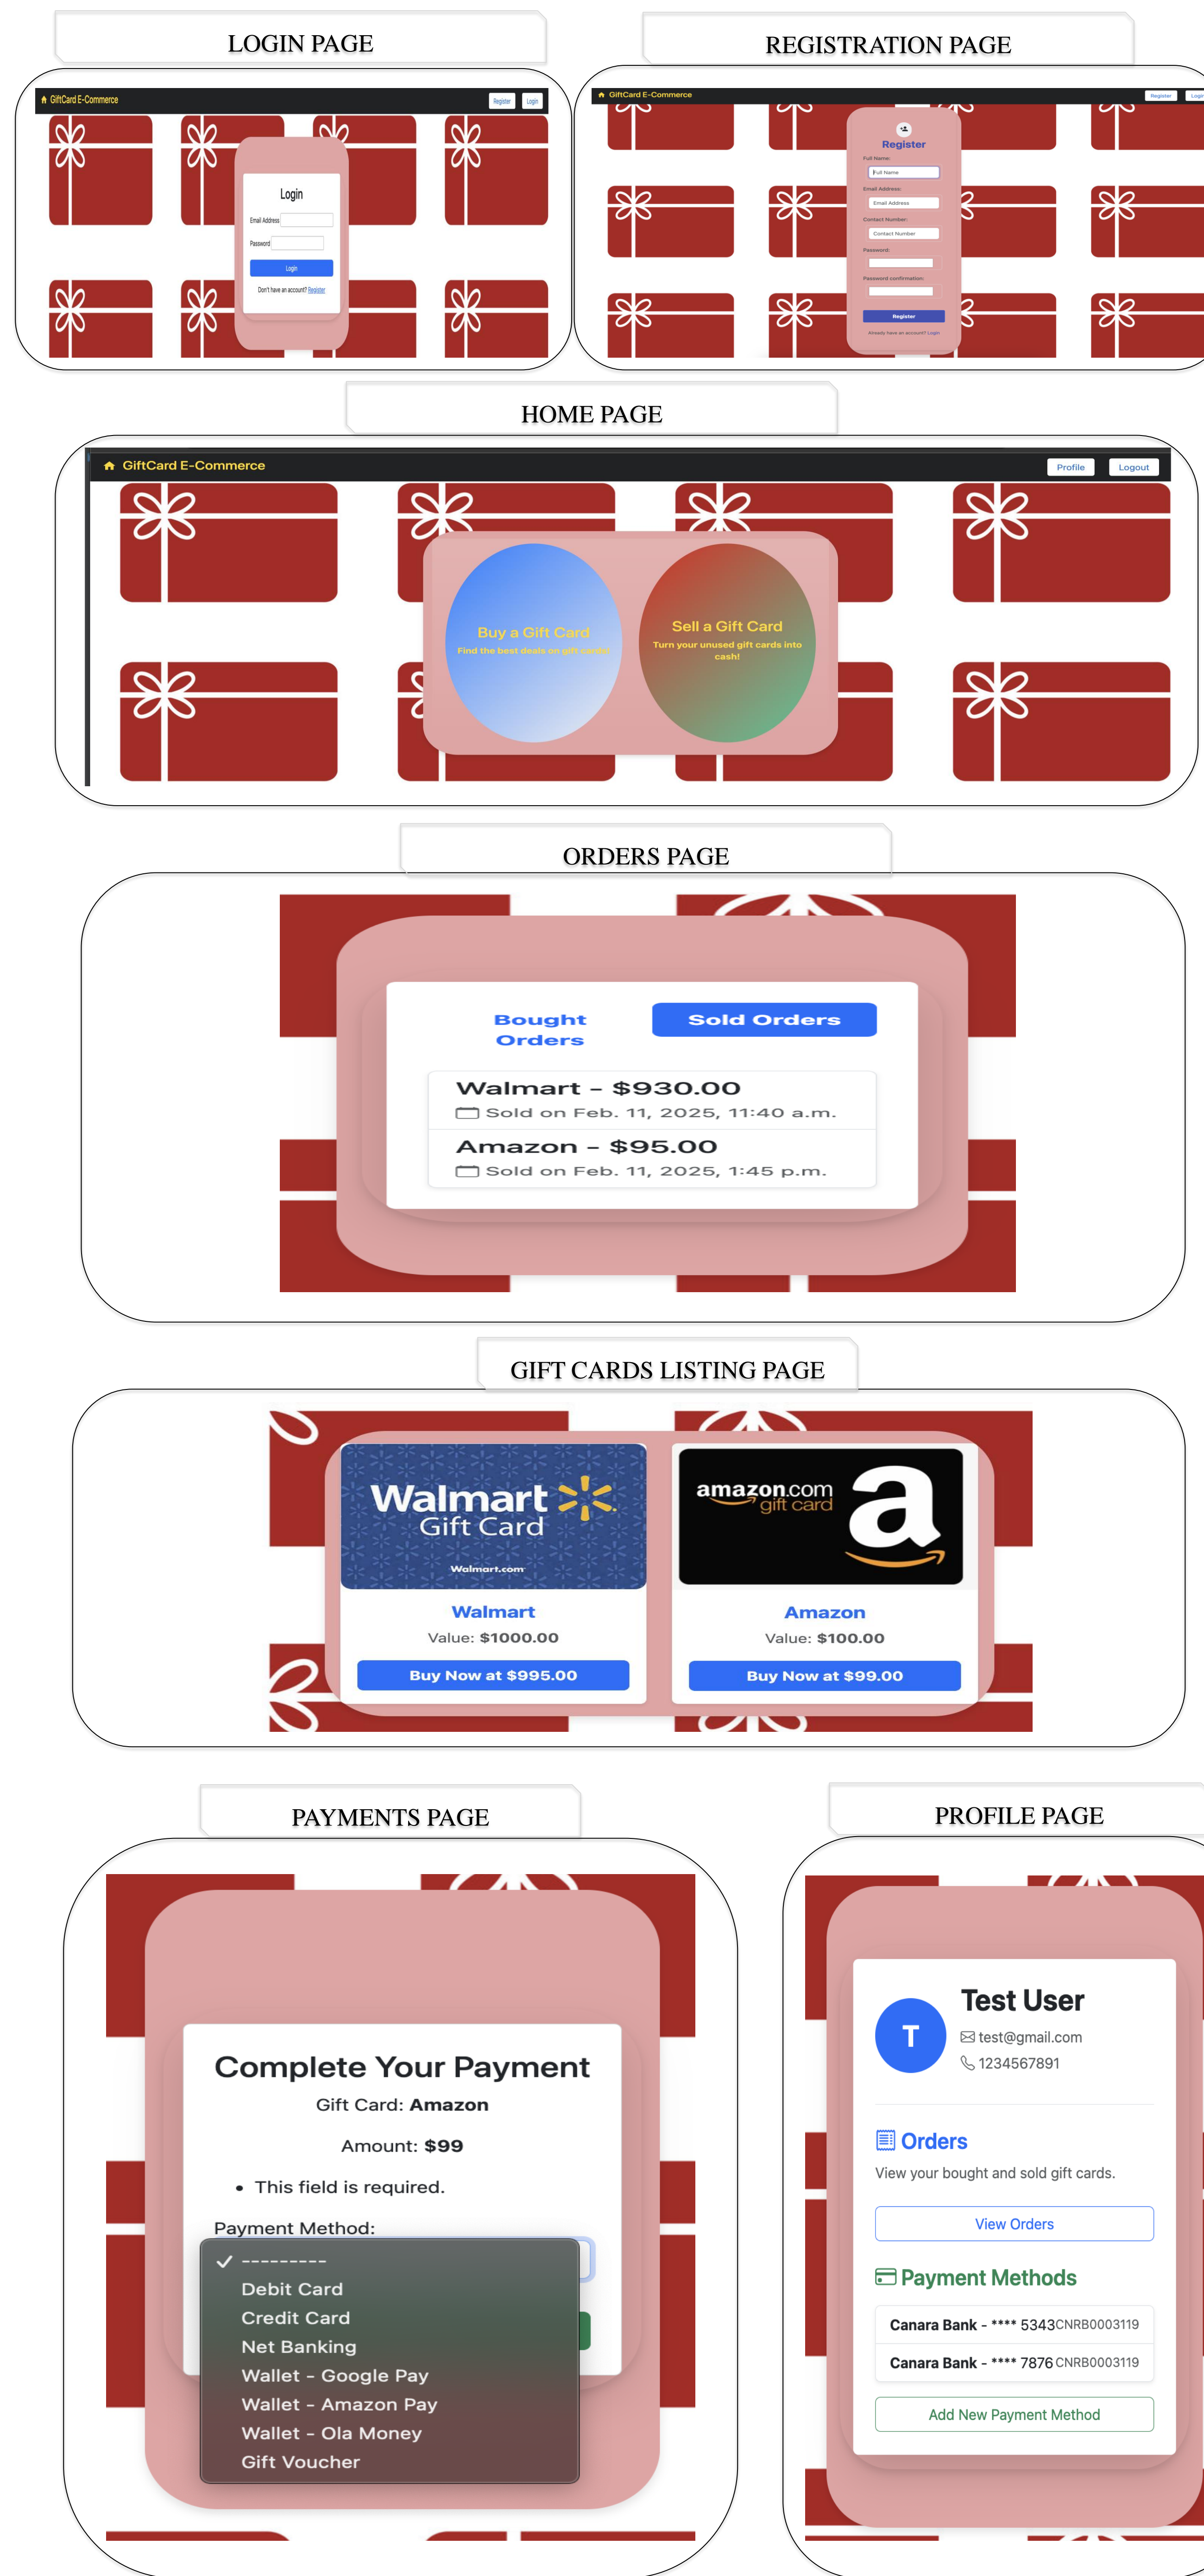 LOGIN PAGE
GiftCard E-Commerce
Register
Login
Login
Email Address
Password
Login
Don't have an account? Register
REGISTRATION PAGE
GiftCard E-Commerce
Register
Login
Register
Full Name:
Full Name
Email Address:
Email Address
Contact Number:
Contact Number
Password:
Password confirmation:
Register
Already have an account? Login
HOME PAGE
GiftCard E-Commerce
Profile
Logout
Buy a Gift Card
Find the best deals on gift cards!
Sell a Gift Card
Turn your unused gift cards into
cash!
ORDERS PAGE
Bought
Orders
Sold Orders
Walmart - $930.00
Sold on Feb. 11, 2025, 11:40 a.m.
Amazon - $95.00
Sold on Feb. 11, 2025, 1:45 p.m.
GIFT CARDS LISTING PAGE
Walmart
Gift Card
Walmart.com
Walmart
Value: $1000.00
Buy Now at $995.00
amazon.com
gift card
a
Amazon
Value: $100.00
Buy Now at $99.00
PAYMENTS PAGE
Complete Your Payment
Gift Card: Amazon
Amount: $99
• This field is required.
Payment Method:
✓ ---------
Debit Card
Credit Card
Net Banking
Wallet - Google Pay
Wallet - Amazon Pay
Wallet - Ola Money
Gift Voucher
PROFILE PAGE
T
Test User
test@gmail.com
1234567891
Orders
View your bought and sold gift cards.
View Orders
Payment Methods
Canara Bank - **** 5343 CNRB0003119
Canara Bank - **** 7876 CNRB0003119
Add New Payment Method